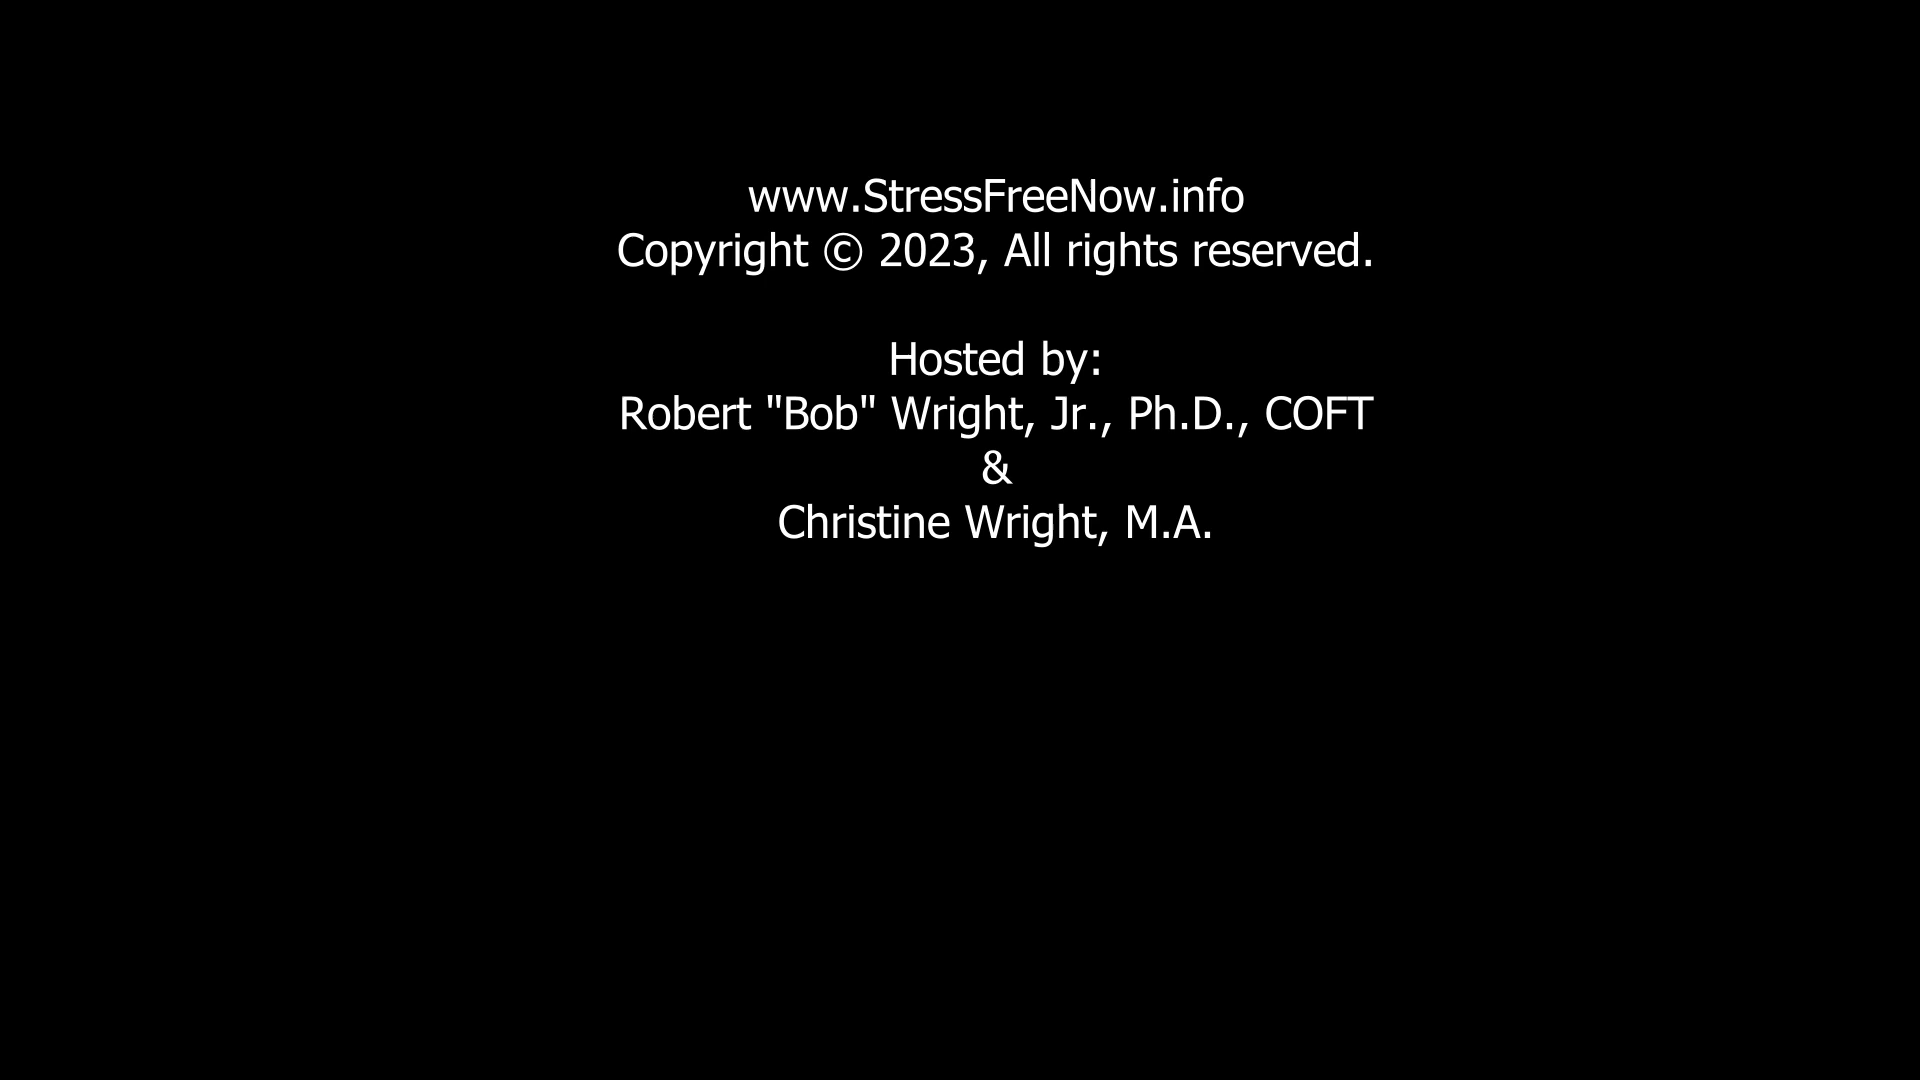 www.StressFreeNow.info
Copyright © 2023, All rights reserved.
Hosted by:
Robert "Bob" Wright, Jr., Ph.D., COFT
&
Christine Wright, M.A.